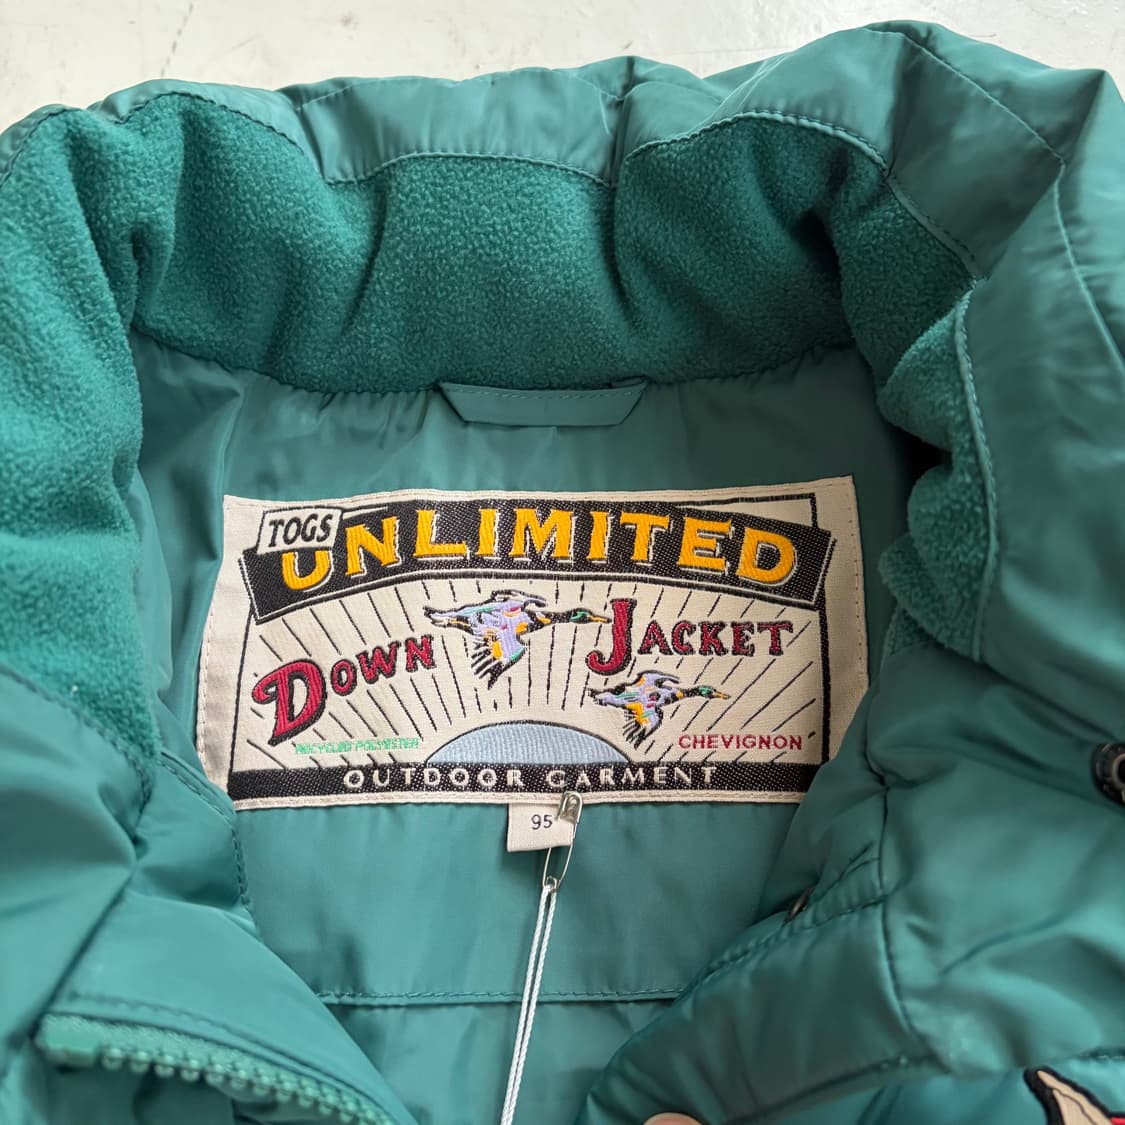 TOGS
UNLIMITED
DOWN JACKET
RECYCLED POLYESTER
CHEVIGNON
OUTDOOR GARMENT
95